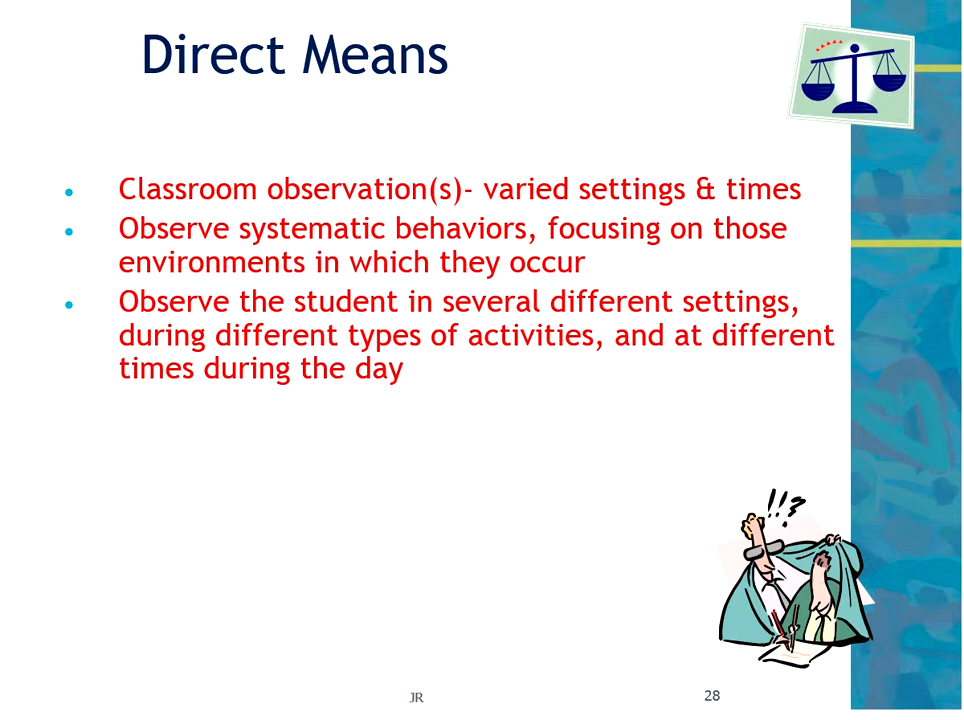 Direct Means
• Classroom observation(s)- varied settings & times
• Observe systematic behaviors, focusing on those
environments in which they occur
• Observe the student in several different settings,
during different types of activities, and at different
times during the day
!!?
JR
28